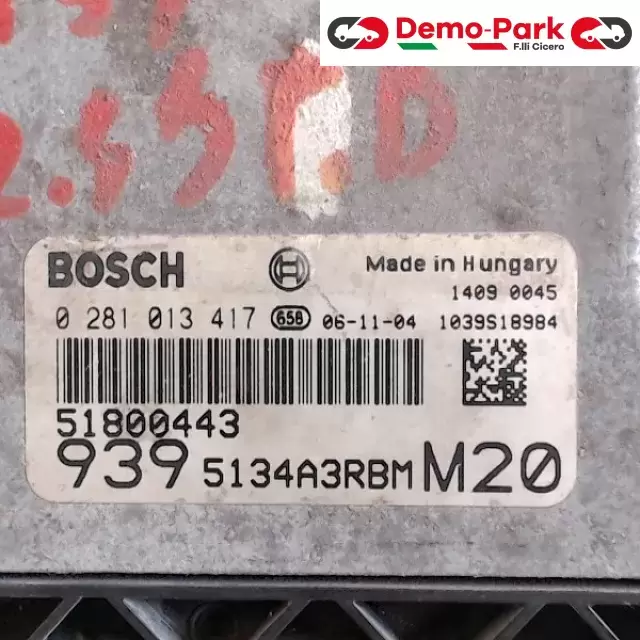 Demo-Park
F.lli Cicero
BOSCH Made in Hungary
1409 0045
0 281 013 417 G58 06-11-04 1039S18984
51800443
939 5134A3RBM M20